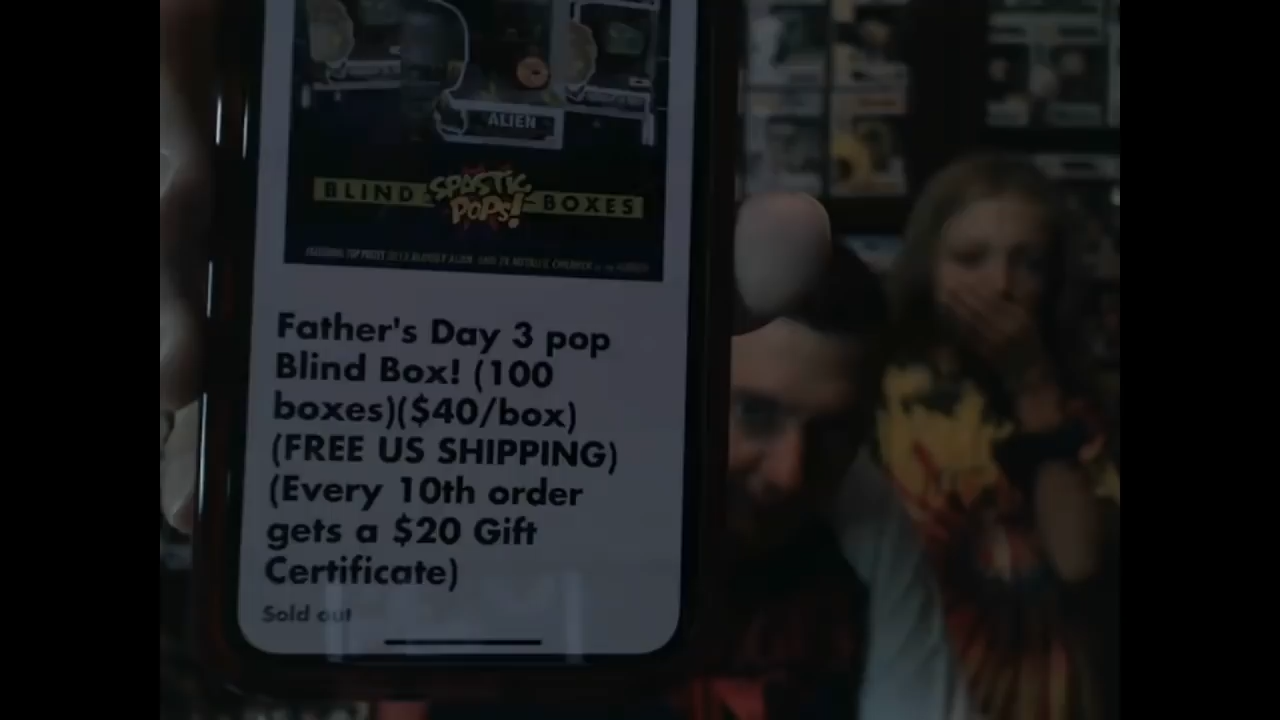 ALIEN
BLIND SPASTIC POPS! BOXES
Father's Day 3 pop
Blind Box! (100
boxes)($40/box)
(FREE US SHIPPING)
(Every 10th order
gets a $20 Gift
Certificate)
Sold out